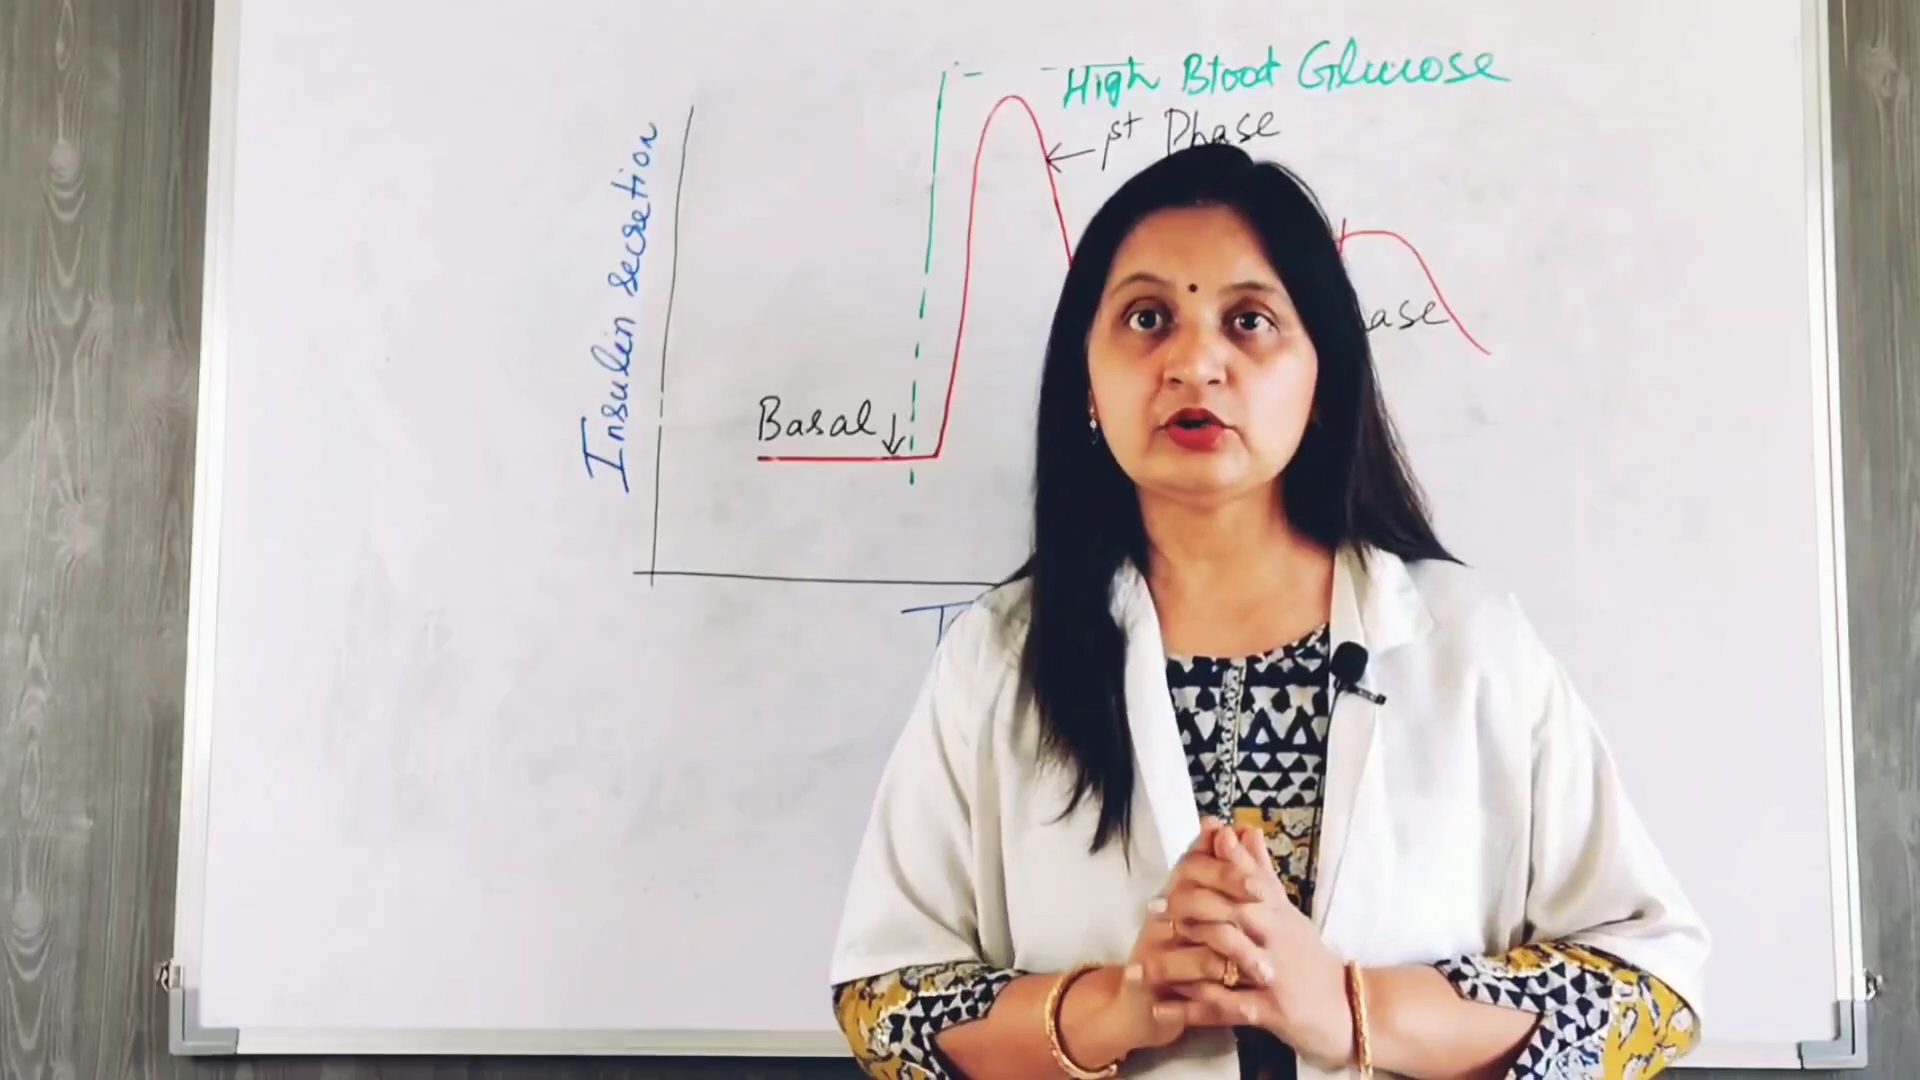 High Blood Glucose
1st Phase
Insulin secretion
Basal